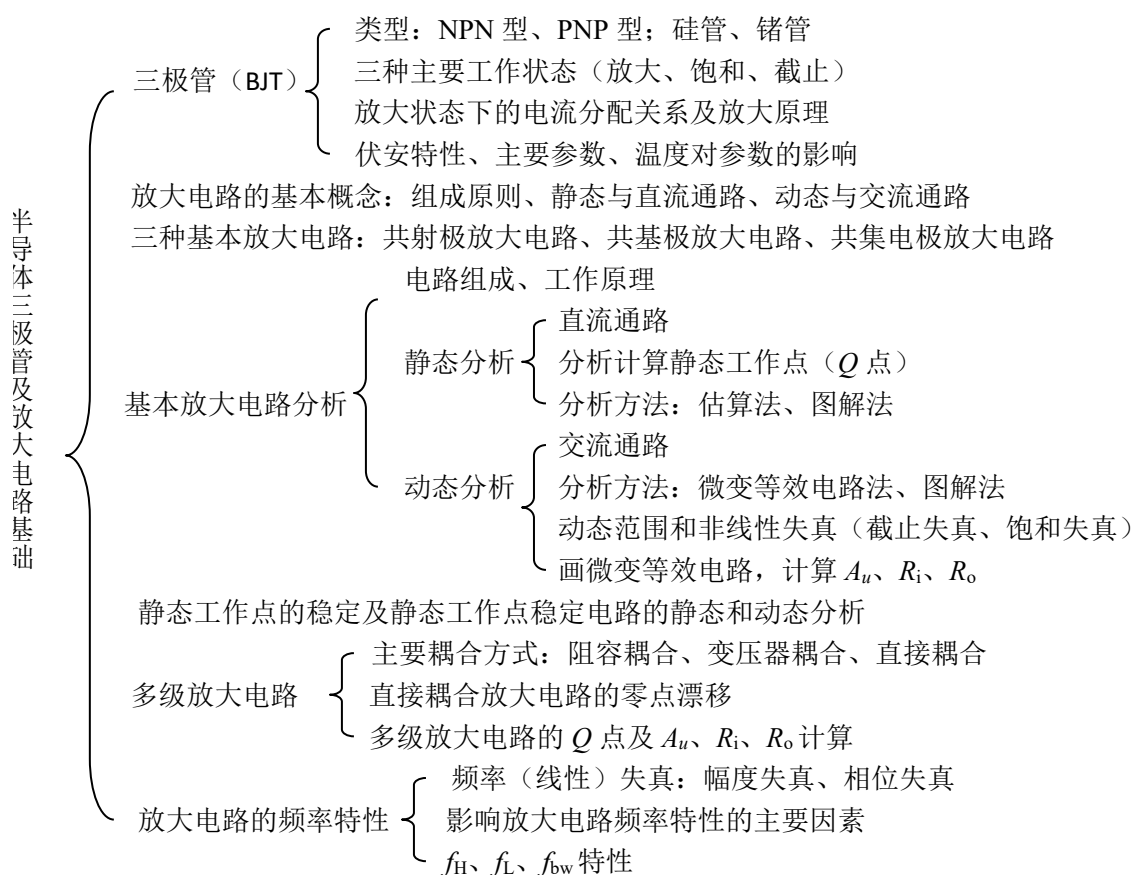 半导体三极管及放大电路基础
三极管（BJT）
类型：NPN 型、PNP 型；硅管、锗管
三种主要工作状态（放大、饱和、截止）
放大状态下的电流分配关系及放大原理
伏安特性、主要参数、温度对参数的影响
放大电路的基本概念：组成原则、静态与直流通路、动态与交流通路
三种基本放大电路：共射极放大电路、共基极放大电路、共集电极放大电路
基本放大电路分析
电路组成、工作原理
静态分析
直流通路
分析计算静态工作点（Q 点）
分析方法：估算法、图解法
动态分析
交流通路
分析方法：微变等效电路法、图解法
动态范围和非线性失真（截止失真、饱和失真）
画微变等效电路，计算 Au、Ri、Ro
静态工作点的稳定及静态工作点稳定电路的静态和动态分析
多级放大电路
主要耦合方式：阻容耦合、变压器耦合、直接耦合
直接耦合放大电路的零点漂移
多级放大电路的 Q 点及 Au、Ri、Ro 计算
放大电路的频率特性
频率（线性）失真：幅度失真、相位失真
影响放大电路频率特性的主要因素
fH、fL、fbw 特性